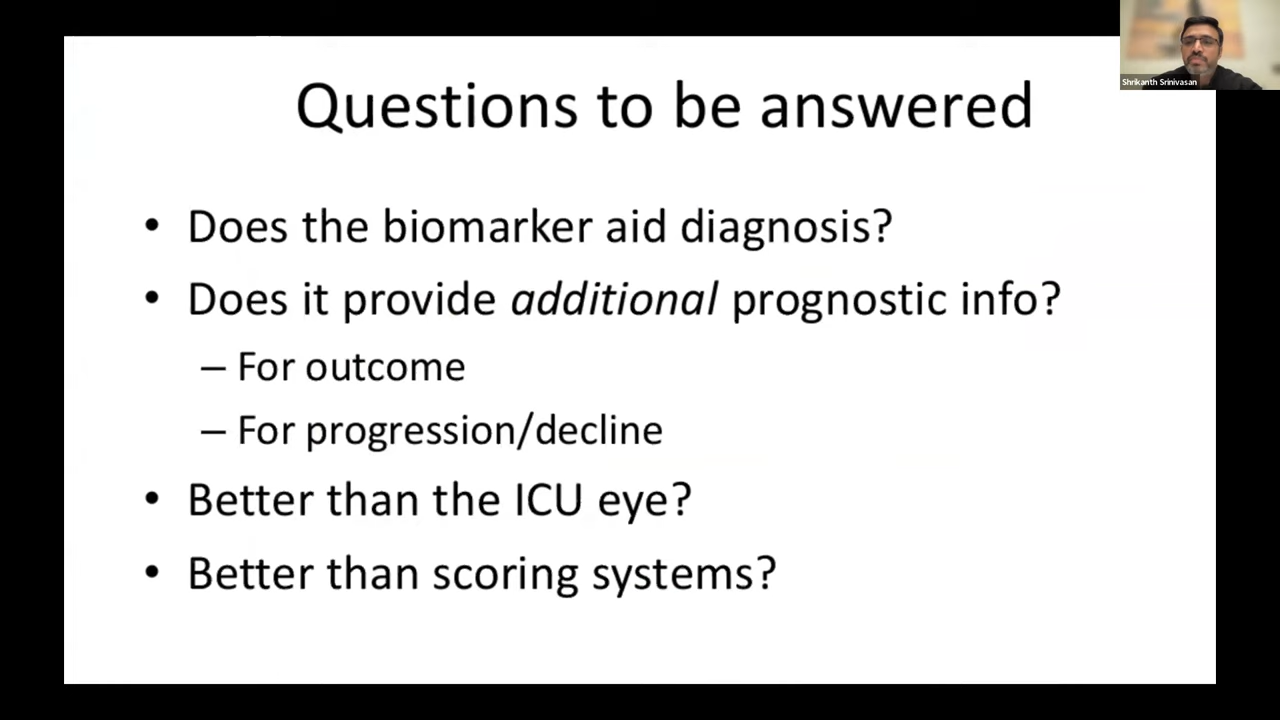 Shrikanth Srinivasan
Questions to be answered
• Does the biomarker aid diagnosis?
• Does it provide additional prognostic info?
– For outcome
– For progression/decline
• Better than the ICU eye?
• Better than scoring systems?